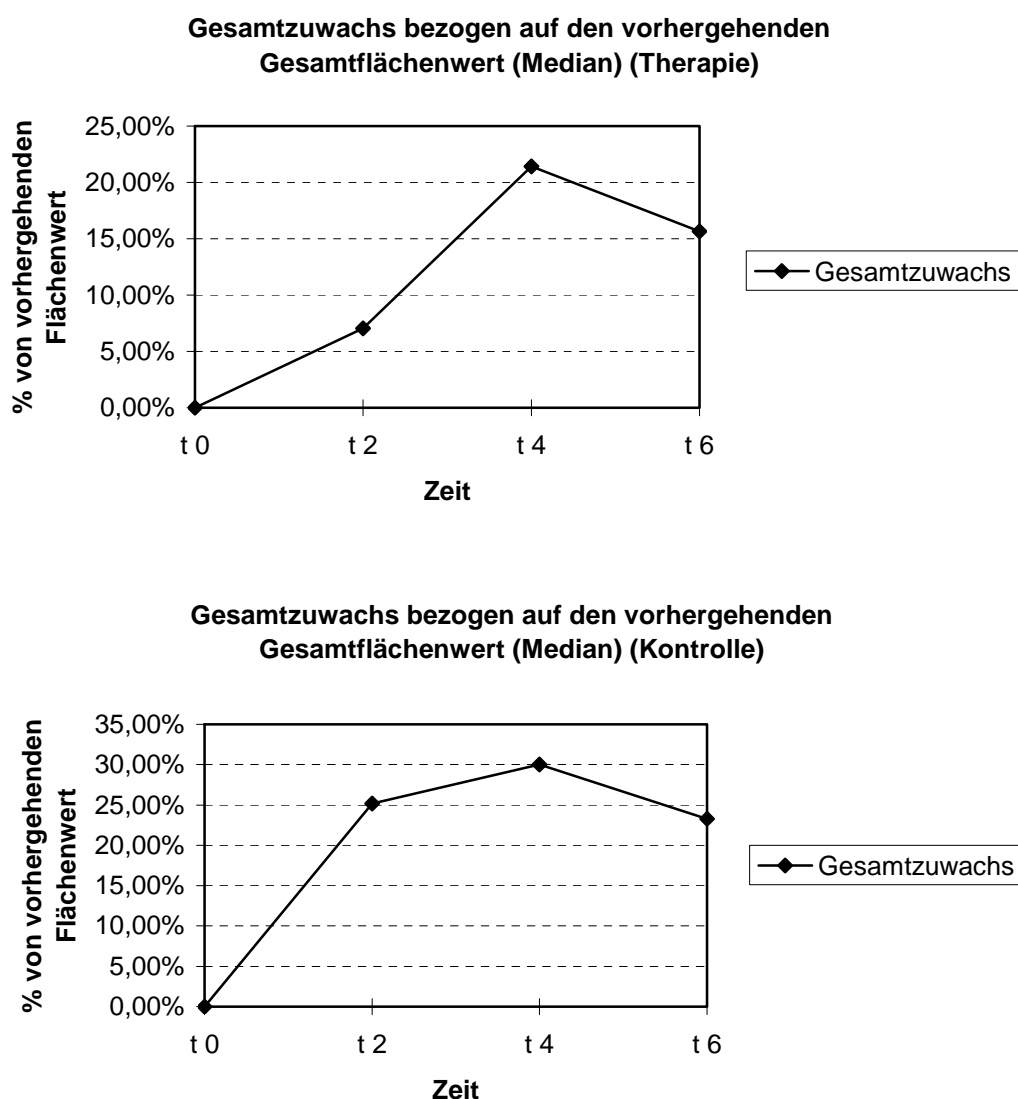 Gesamtzuwachs bezogen auf den vorhergehenden
Gesamtflächenwert (Median) (Therapie)
% von vorhergehenden
Flächenwert
25,00%
20,00%
15,00%
10,00%
5,00%
0,00%
t 0
t 2
t 4
t 6
Zeit
Gesamtzuwachs
Gesamtzuwachs bezogen auf den vorhergehenden
Gesamtflächenwert (Median) (Kontrolle)
% von vorhergehenden
Flächenwert
35,00%
30,00%
25,00%
20,00%
15,00%
10,00%
5,00%
0,00%
t 0
t 2
t 4
t 6
Zeit
Gesamtzuwachs